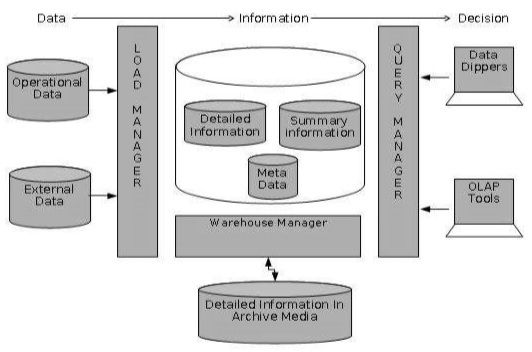 Data
Information
Decision
LOAD MANAGER
QUERY MANAGER
Operational
Data
External
Data
Detailed
Information
Summary
information
Meta
Data
Data
Dippers
OLAP
Tools
Warehouse Manager
Detailed Information In
Archive Media